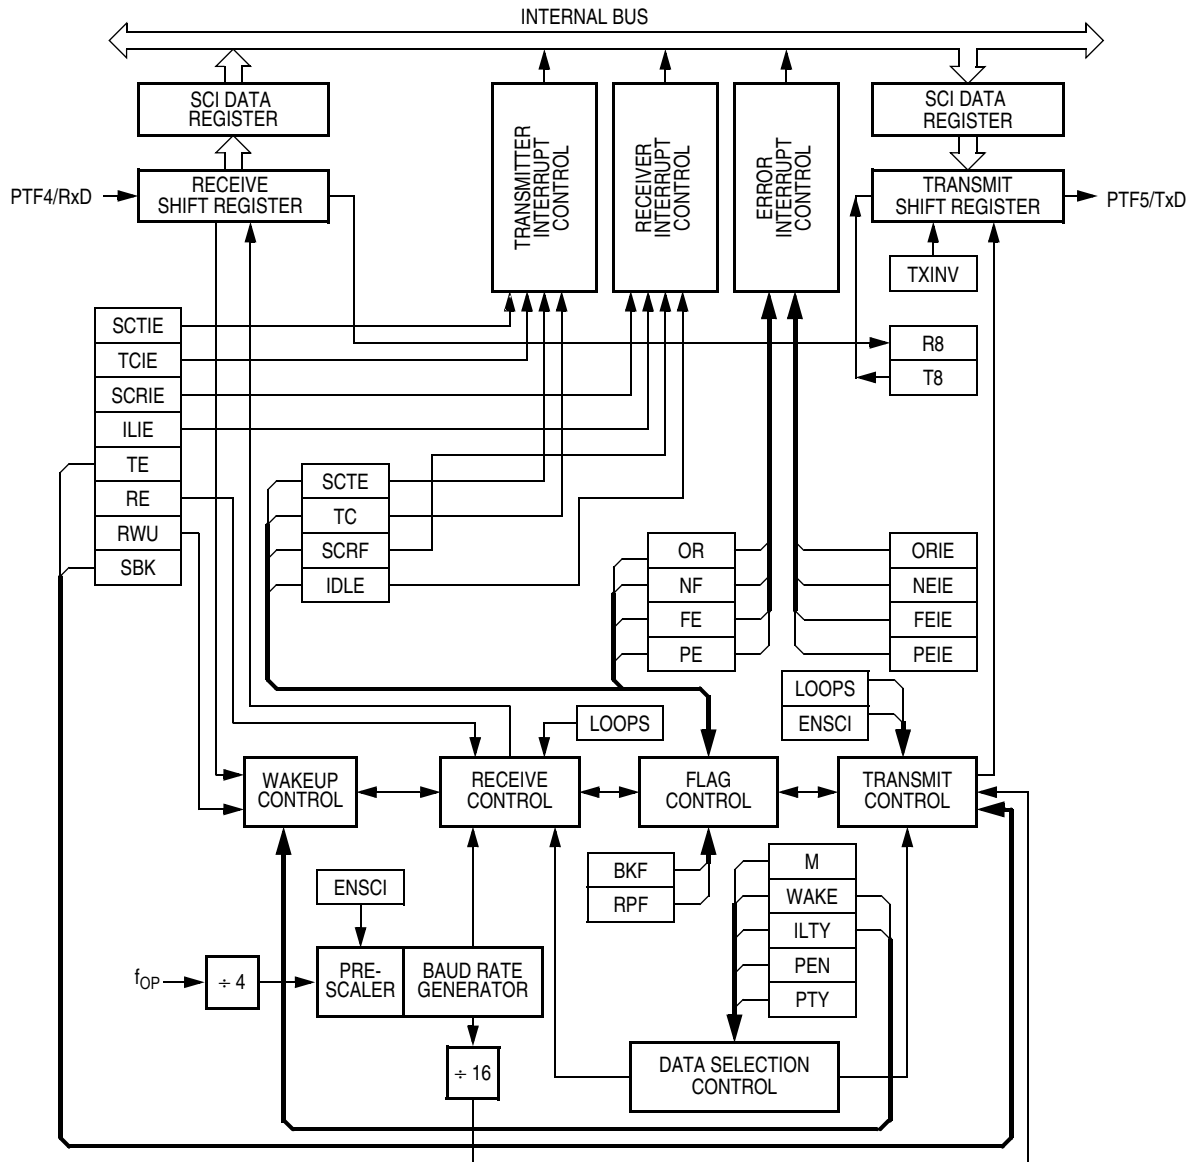 INTERNAL BUS
SCI DATA
REGISTER
RECEIVE
SHIFT REGISTER
PTF4/RxD
TRANSMITTER
INTERRUPT
CONTROL
RECEIVER
INTERRUPT
CONTROL
ERROR
INTERRUPT
CONTROL
SCI DATA
REGISTER
TRANSMIT
SHIFT REGISTER
PTF5/TxD
TXINV
R8
T8
SCTIE
TCIE
SCRIE
ILIE
TE
RE
RWU
SBK
SCTE
TC
SCRF
IDLE
OR
NF
FE
PE
ORIE
NEIE
FEIE
PEIE
LOOPS
LOOPS
ENSCI
WAKEUP
CONTROL
RECEIVE
CONTROL
FLAG
CONTROL
TRANSMIT
CONTROL
BKF
RPF
M
WAKE
ILTY
PEN
PTY
ENSCI
fOP
÷ 4
PRE-
SCALER
BAUD RATE
GENERATOR
÷ 16
DATA SELECTION
CONTROL